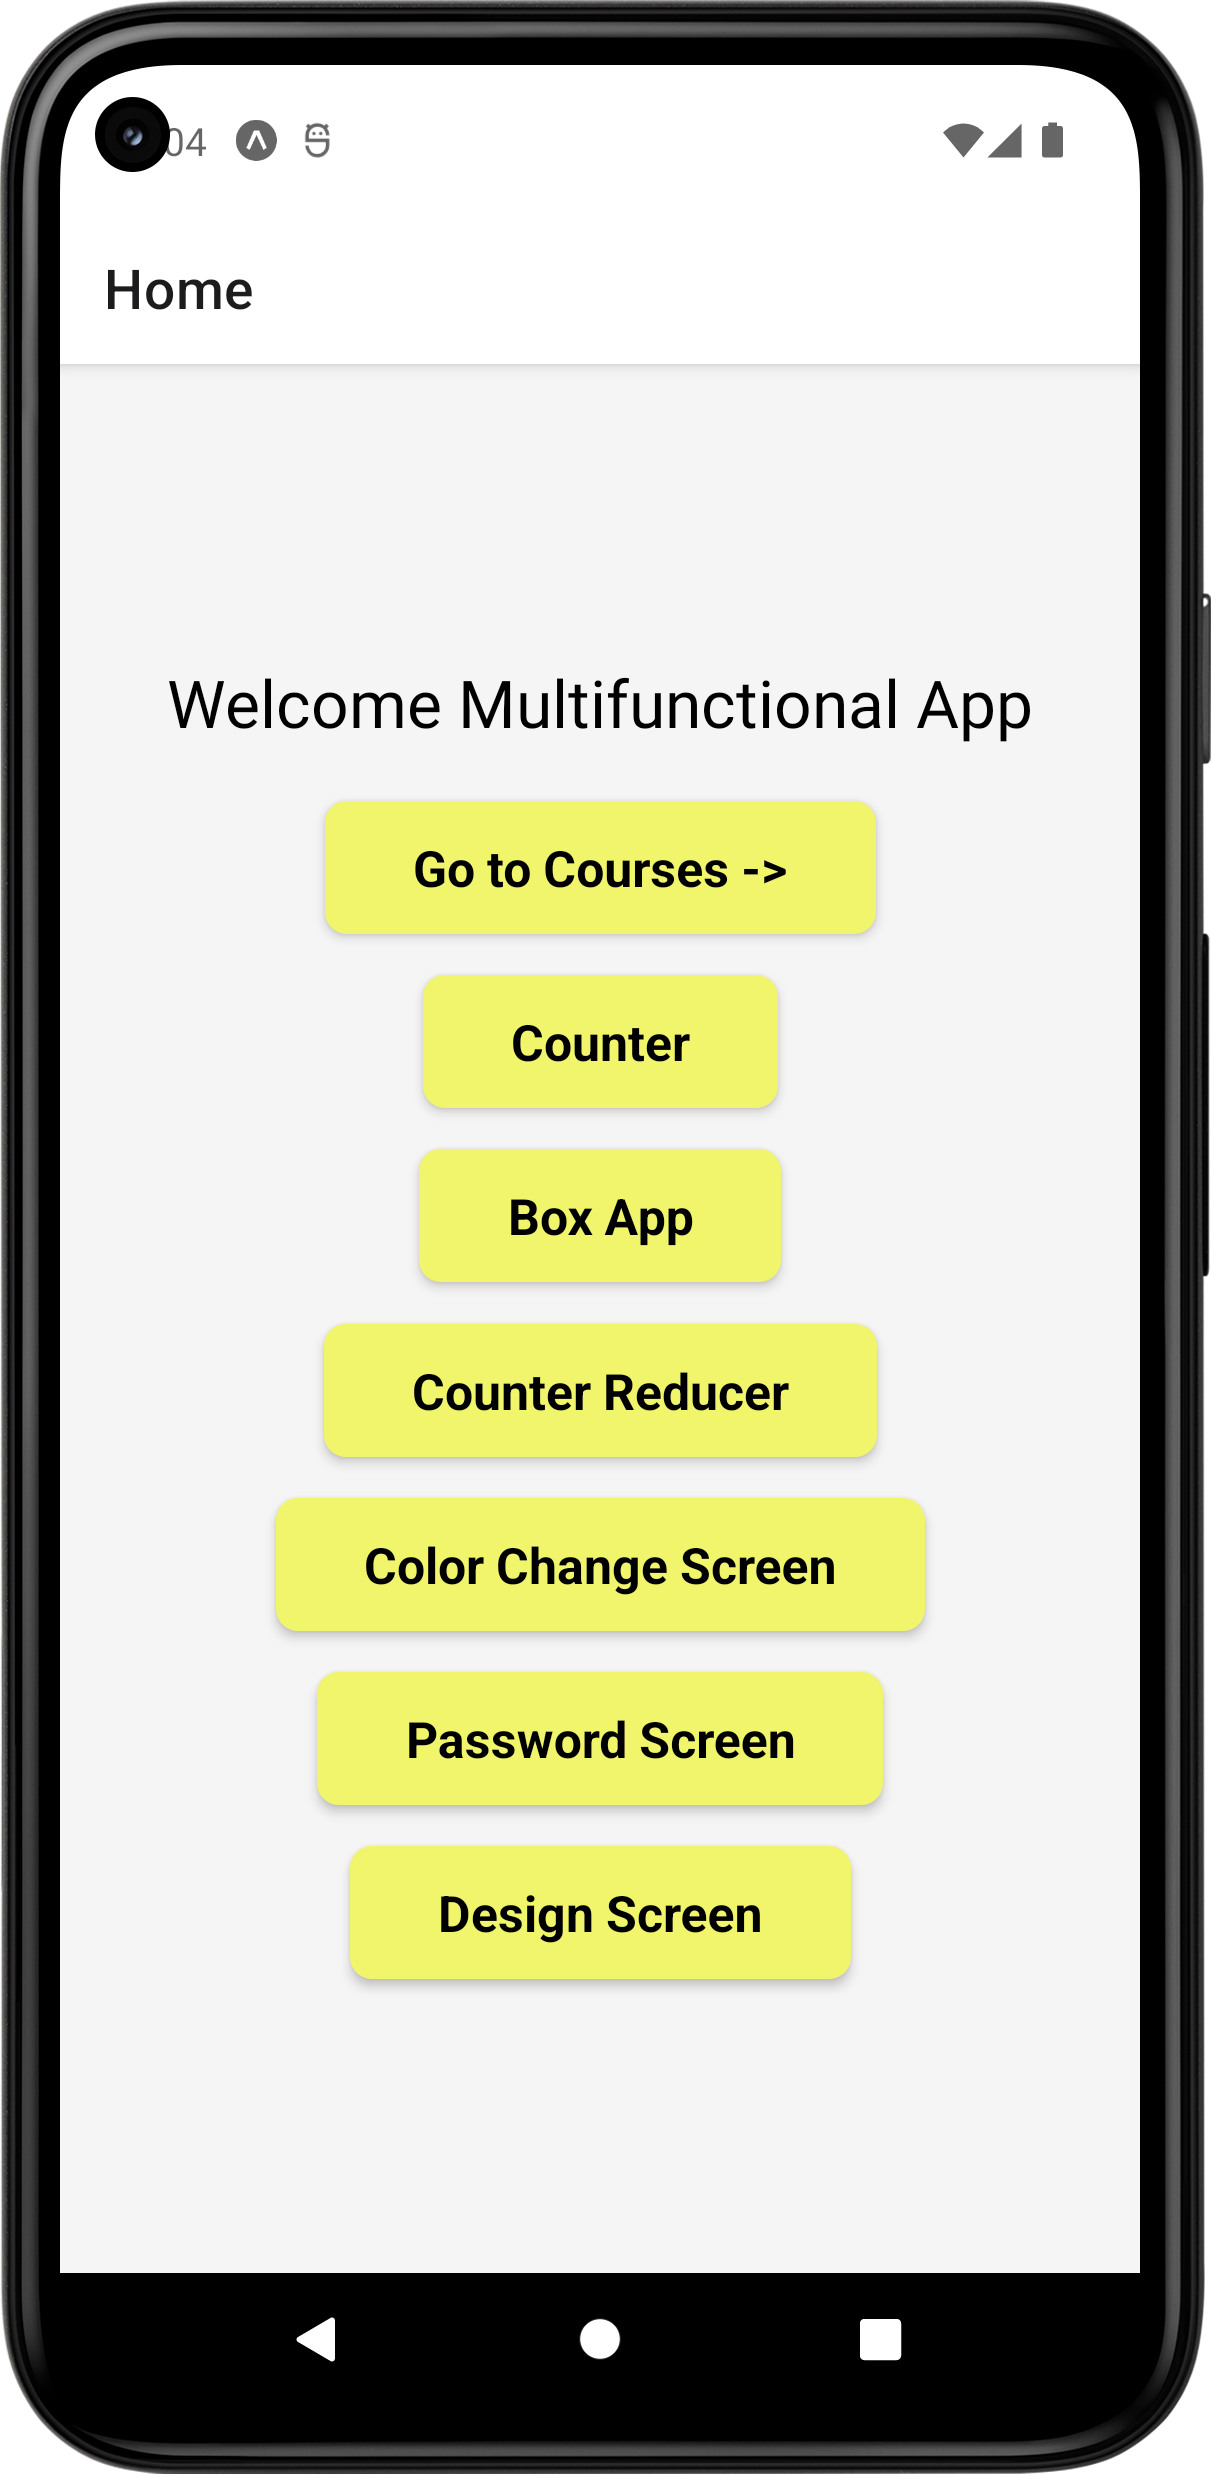 04
Home
Welcome Multifunctional App
Go to Courses ->
Counter
Box App
Counter Reducer
Color Change Screen
Password Screen
Design Screen